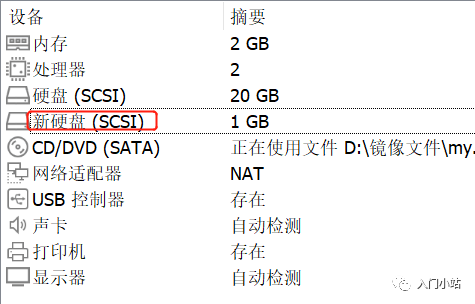 设备 摘要
内存 2 GB
处理器 2
硬盘 (SCSI) 20 GB
新硬盘 (SCSI) 1 GB
CD/DVD (SATA) 正在使用文件 D:\镜像文件\my.
网络适配器 NAT
USB 控制器 存在
声卡 自动检测
打印机 存在
显示器 自动检测
入门小站